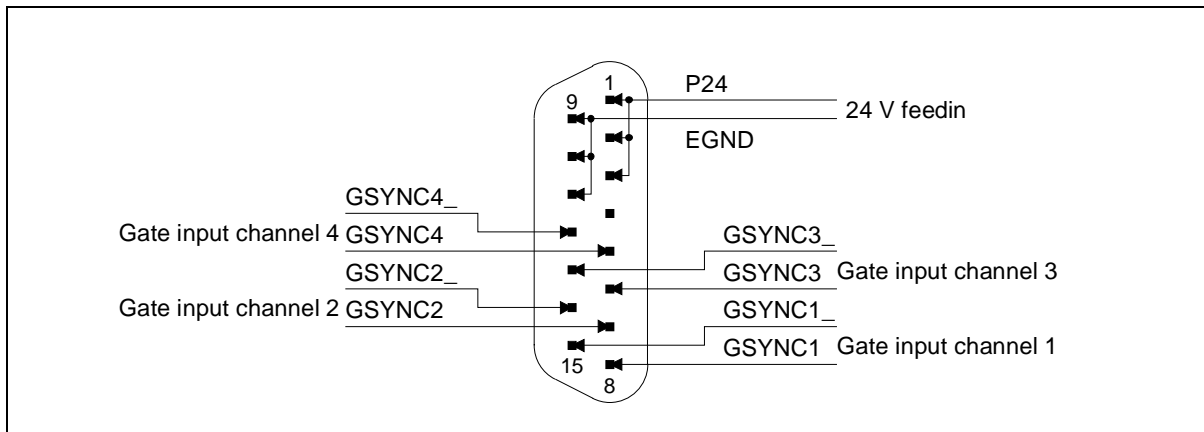 1
P24
9
24 V feedin
EGND
GSYNC4_
Gate input channel 4 GSYNC4
GSYNC3_
GSYNC2_
GSYNC3 Gate input channel 3
Gate input channel 2 GSYNC2
GSYNC1_
GSYNC1 Gate input channel 1
15
8